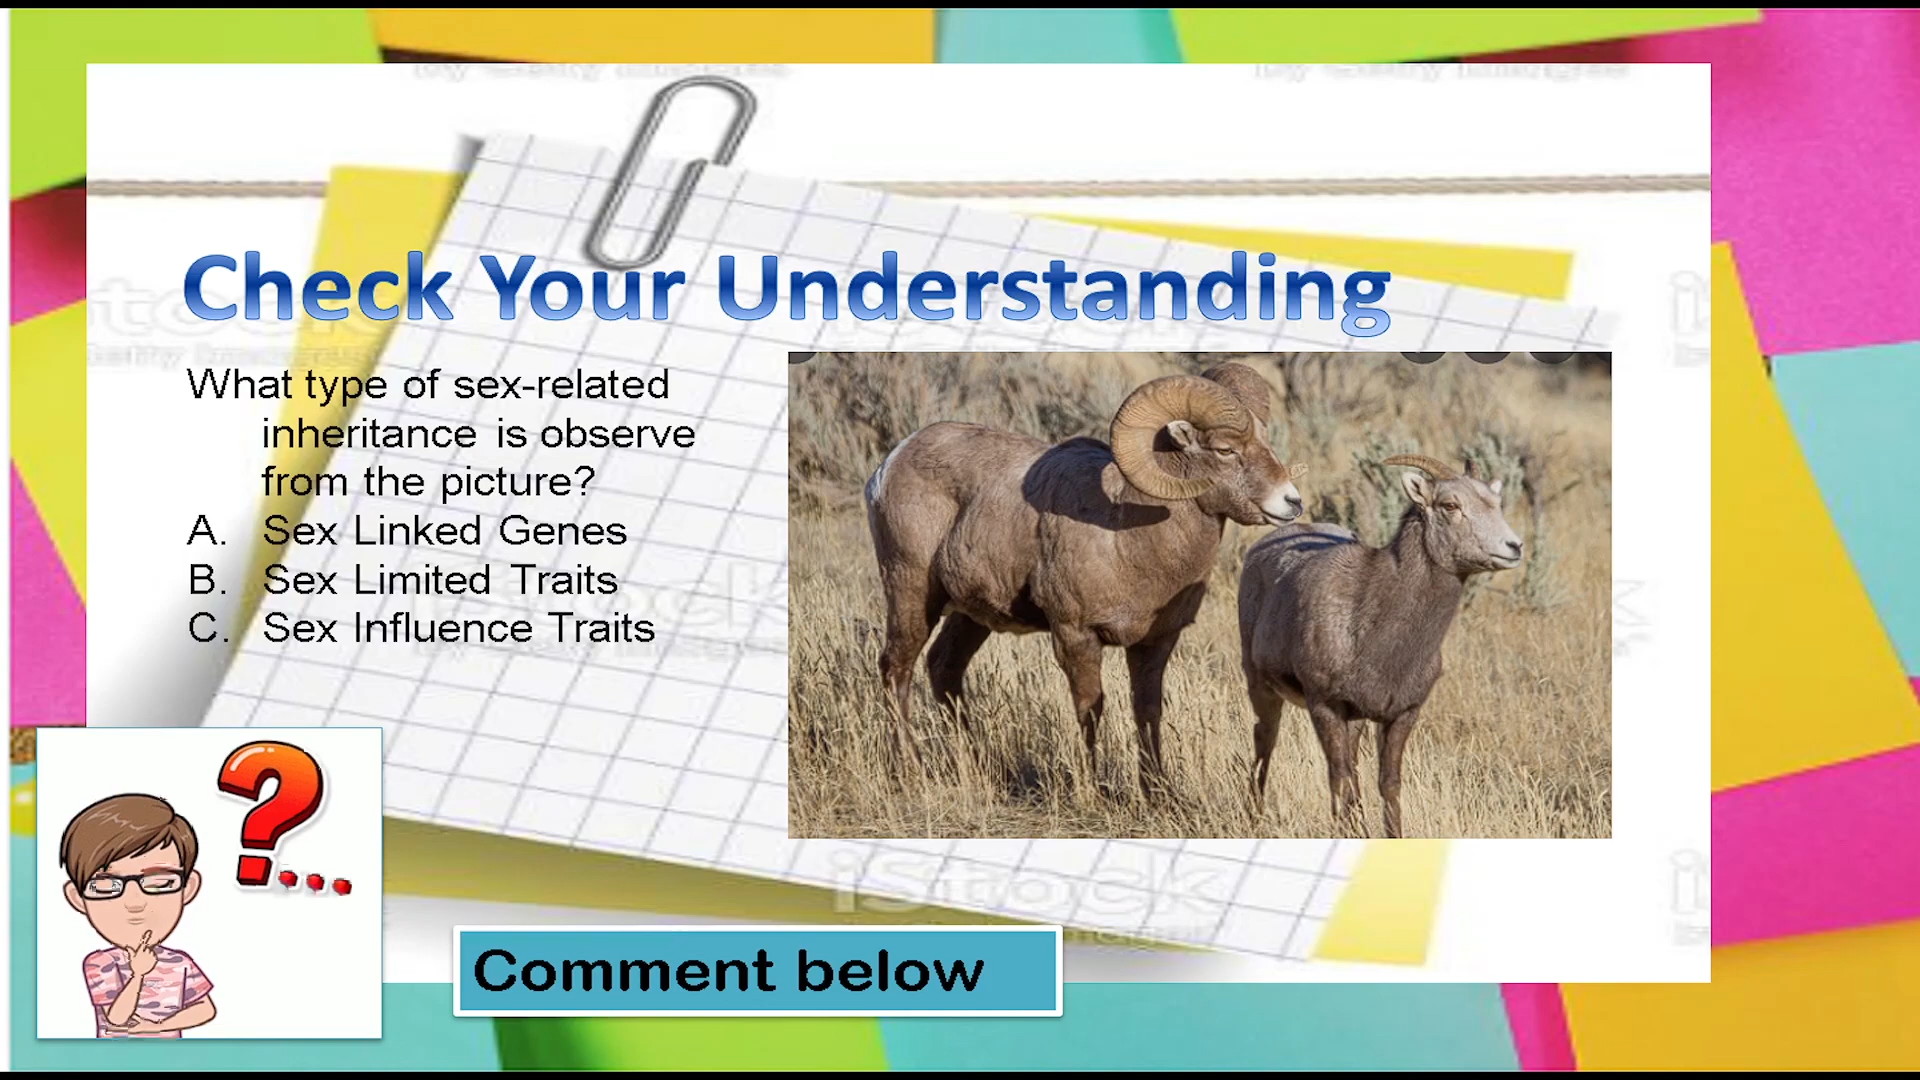 Check Your Understanding
What type of sex-related
inheritance is observe
from the picture?
A. Sex Linked Genes
B. Sex Limited Traits
C. Sex Influence Traits
iStock
Comment below